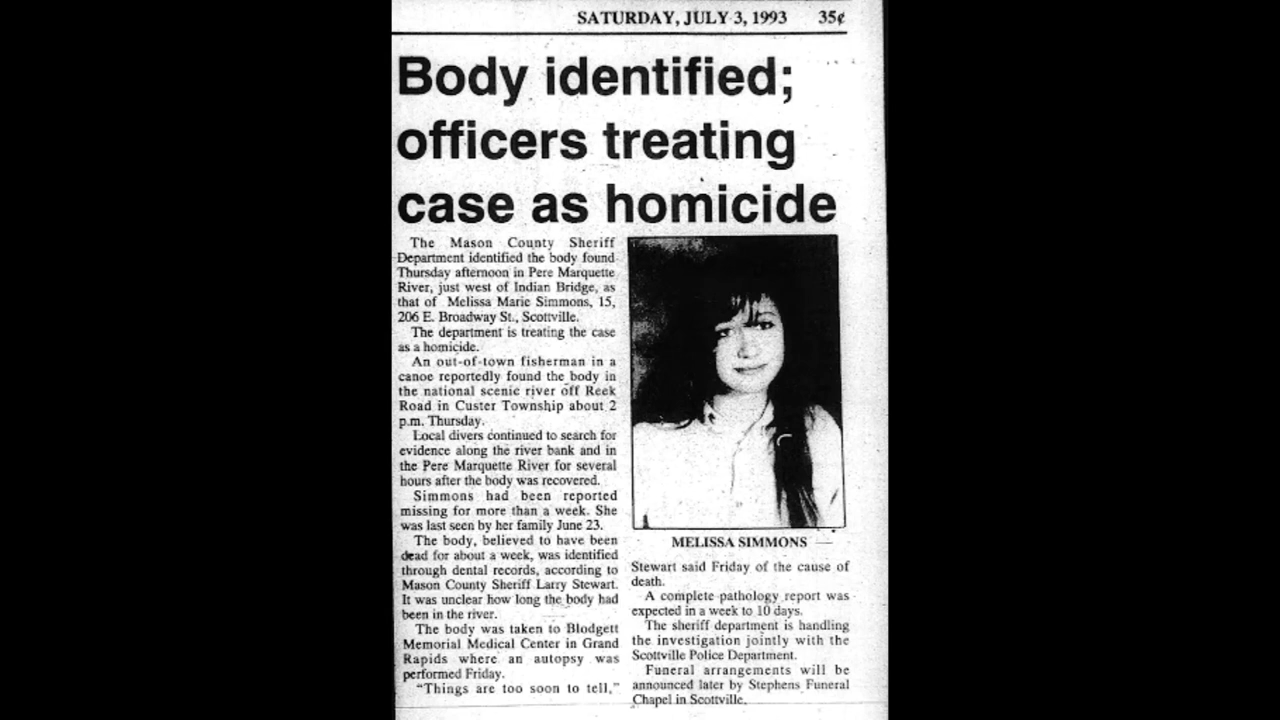 SATURDAY, JULY 3, 1993 35¢
Body identified;
officers treating
case as homicide
The Mason County Sheriff
Department identified the body found
Thursday afternoon in Pere Marquette
River, just west of Indian Bridge, as
that of Melissa Marie Simmons, 15,
206 E. Broadway St., Scottville.
The department is treating the case
as a homicide.
An out-of-town fisherman in a
canoe reportedly found the body in
the national scenic river off Reek
Road in Custer Township about 2
p.m. Thursday.
Local divers continued to search for
evidence along the river bank and in
the Pere Marquette River for several
hours after the body was recovered.
Simmons had been reported
missing for more than a week. She
was last seen by her family June 23.
The body, believed to have been
dead for about a week, was identified
through dental records, according to
Mason County Sheriff Larry Stewart.
It was unclear how long the body had
been in the river.
The body was taken to Blodgett
Memorial Medical Center in Grand
Rapids where an autopsy was
performed Friday.
"Things are too soon to tell,"
MELISSA SIMMONS
Stewart said Friday of the cause of
death.
A complete pathology report was
expected in a week to 10 days.
The sheriff department is handling
the investigation jointly with the
Scottville Police Department.
Funeral arrangements will be
announced later by Stephens Funeral
Chapel in Scottville.